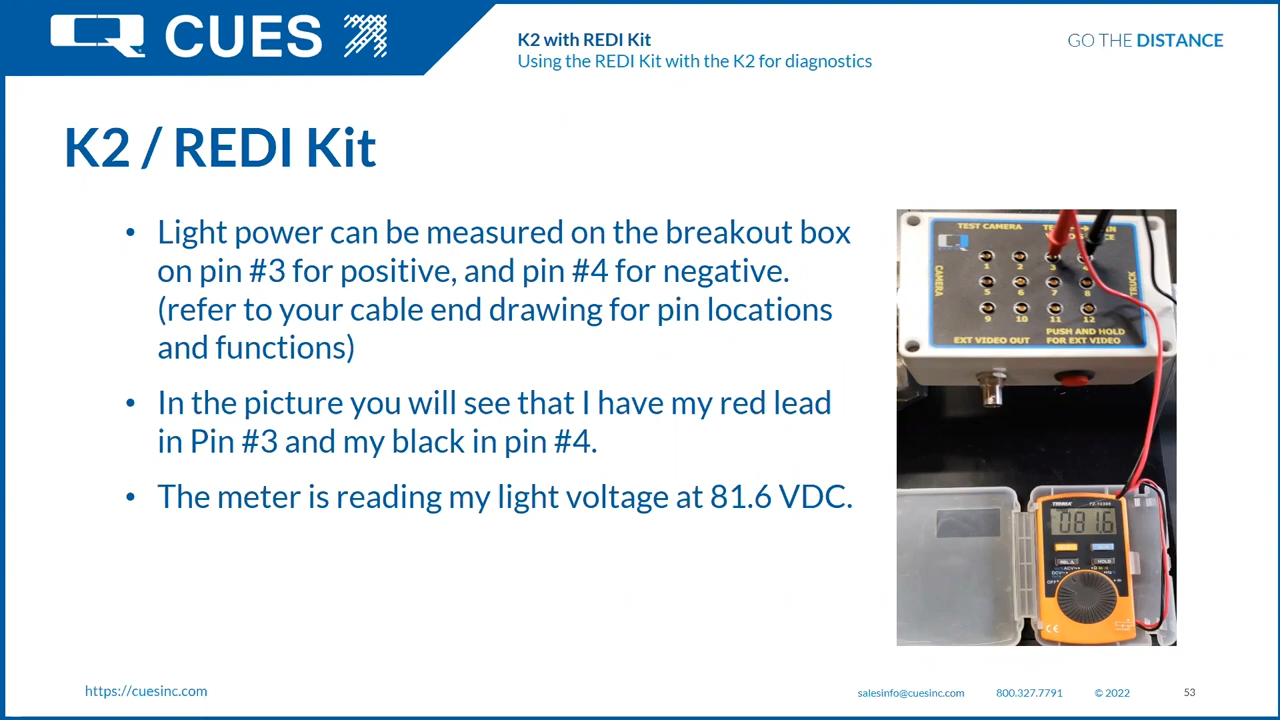 CUES
K2 with REDI Kit
Using the REDI Kit with the K2 for diagnostics
GO THE DISTANCE
K2 / REDI Kit
• Light power can be measured on the breakout box
on pin #3 for positive, and pin #4 for negative.
(refer to your cable end drawing for pin locations
and functions)
• In the picture you will see that I have my red lead
in Pin #3 and my black in pin #4.
• The meter is reading my light voltage at 81.6 VDC.
TEST CAMERA
CAMERA
TRUCK
1 2 3 4
5 6 7 8
9 10 11 12
EXT VIDEO OUT
PUSH AND HOLD
FOR EXT VIDEO
081.6
HOLD
OFF
CE
https://cuesinc.com
salesinfo@cuesinc.com 800.327.7791 © 2022 53